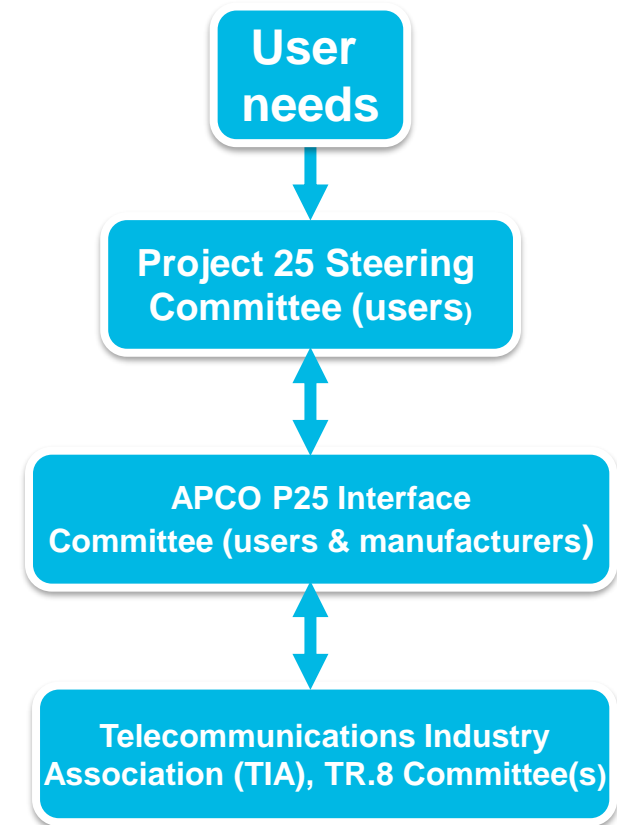 User
needs
Project 25 Steering
Committee (users)
APCO P25 Interface
Committee (users & manufacturers)
Telecommunications Industry
Association (TIA), TR.8 Committee(s)